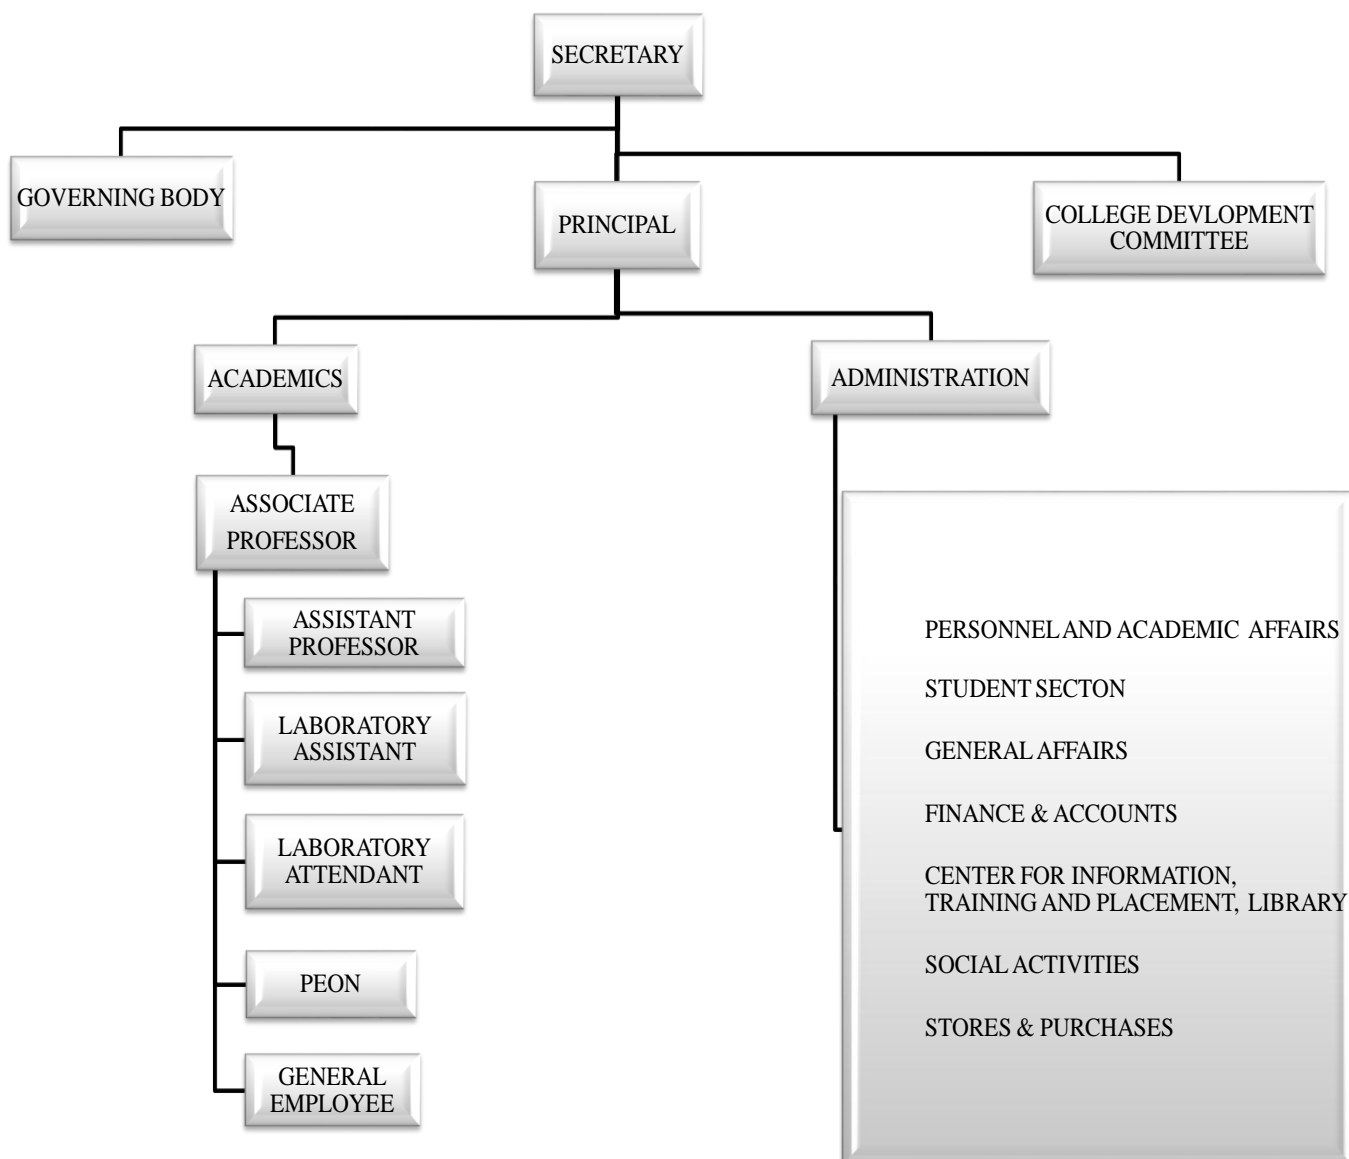 SECRETARY
GOVERNING BODY
PRINCIPAL
COLLEGE DEVLOPMENT
COMMITTEE
ACADEMICS
ADMINISTRATION
ASSOCIATE
PROFESSOR
ASSISTANT
PROFESSOR
LABORATORY
ASSISTANT
LABORATORY
ATTENDANT
PEON
GENERAL
EMPLOYEE
PERSONNEL AND ACADEMIC AFFAIRS
STUDENT SECTON
GENERAL AFFAIRS
FINANCE & ACCOUNTS
CENTER FOR INFORMATION,
TRAINING AND PLACEMENT, LIBRARY
SOCIAL ACTIVITIES
STORES & PURCHASES